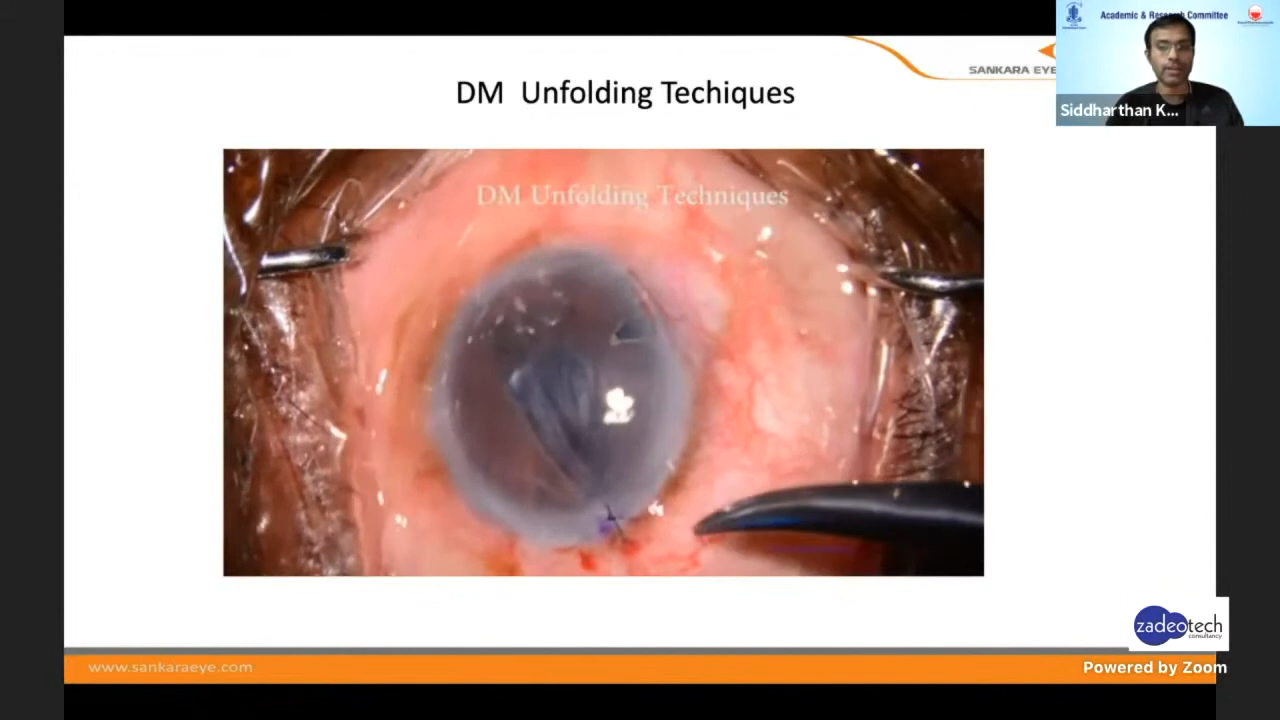 Academic & Research Committee
SANKARA EYE
DM Unfolding Techiques
Siddharthan K...
DM Unfolding Techniques
zadeotech
consultancy
www.sankaraeye.com
Powered by Zoom